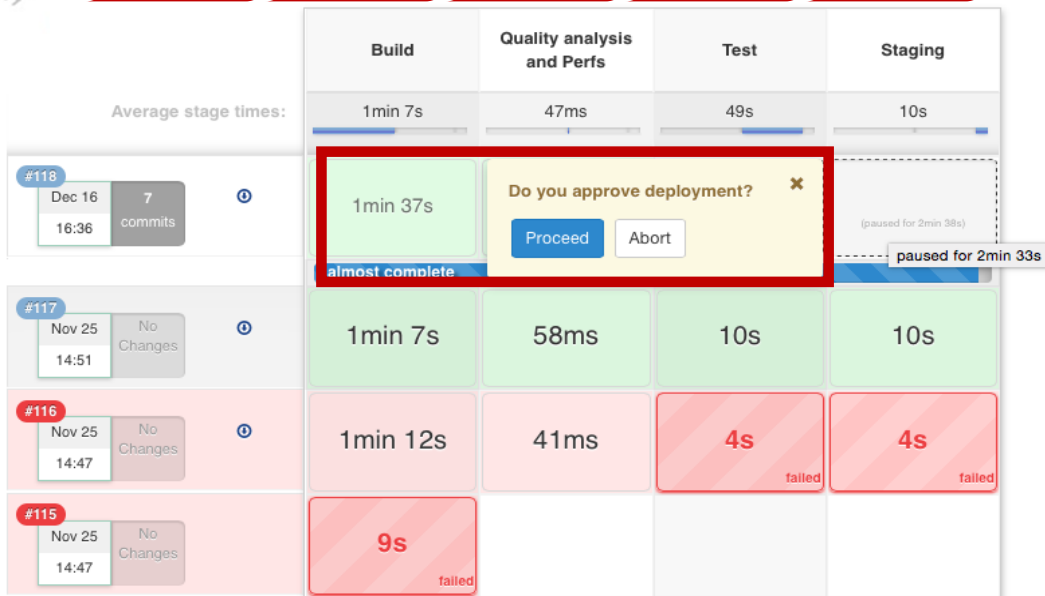 Build
Quality analysis
and Perfs
Test
Staging
Average stage times:
1min 7s
47ms
49s
10s
#118
Dec 16
16:36
7
commits
1min 37s
Do you approve deployment?
Proceed
Abort
(paused for 2min 38s)
paused for 2min 33s
almost complete
#117
Nov 25
14:51
No
Changes
1min 7s
58ms
10s
10s
#116
Nov 25
14:47
No
Changes
1min 12s
41ms
4s
failed
4s
failed
#115
Nov 25
14:47
No
Changes
9s
failed